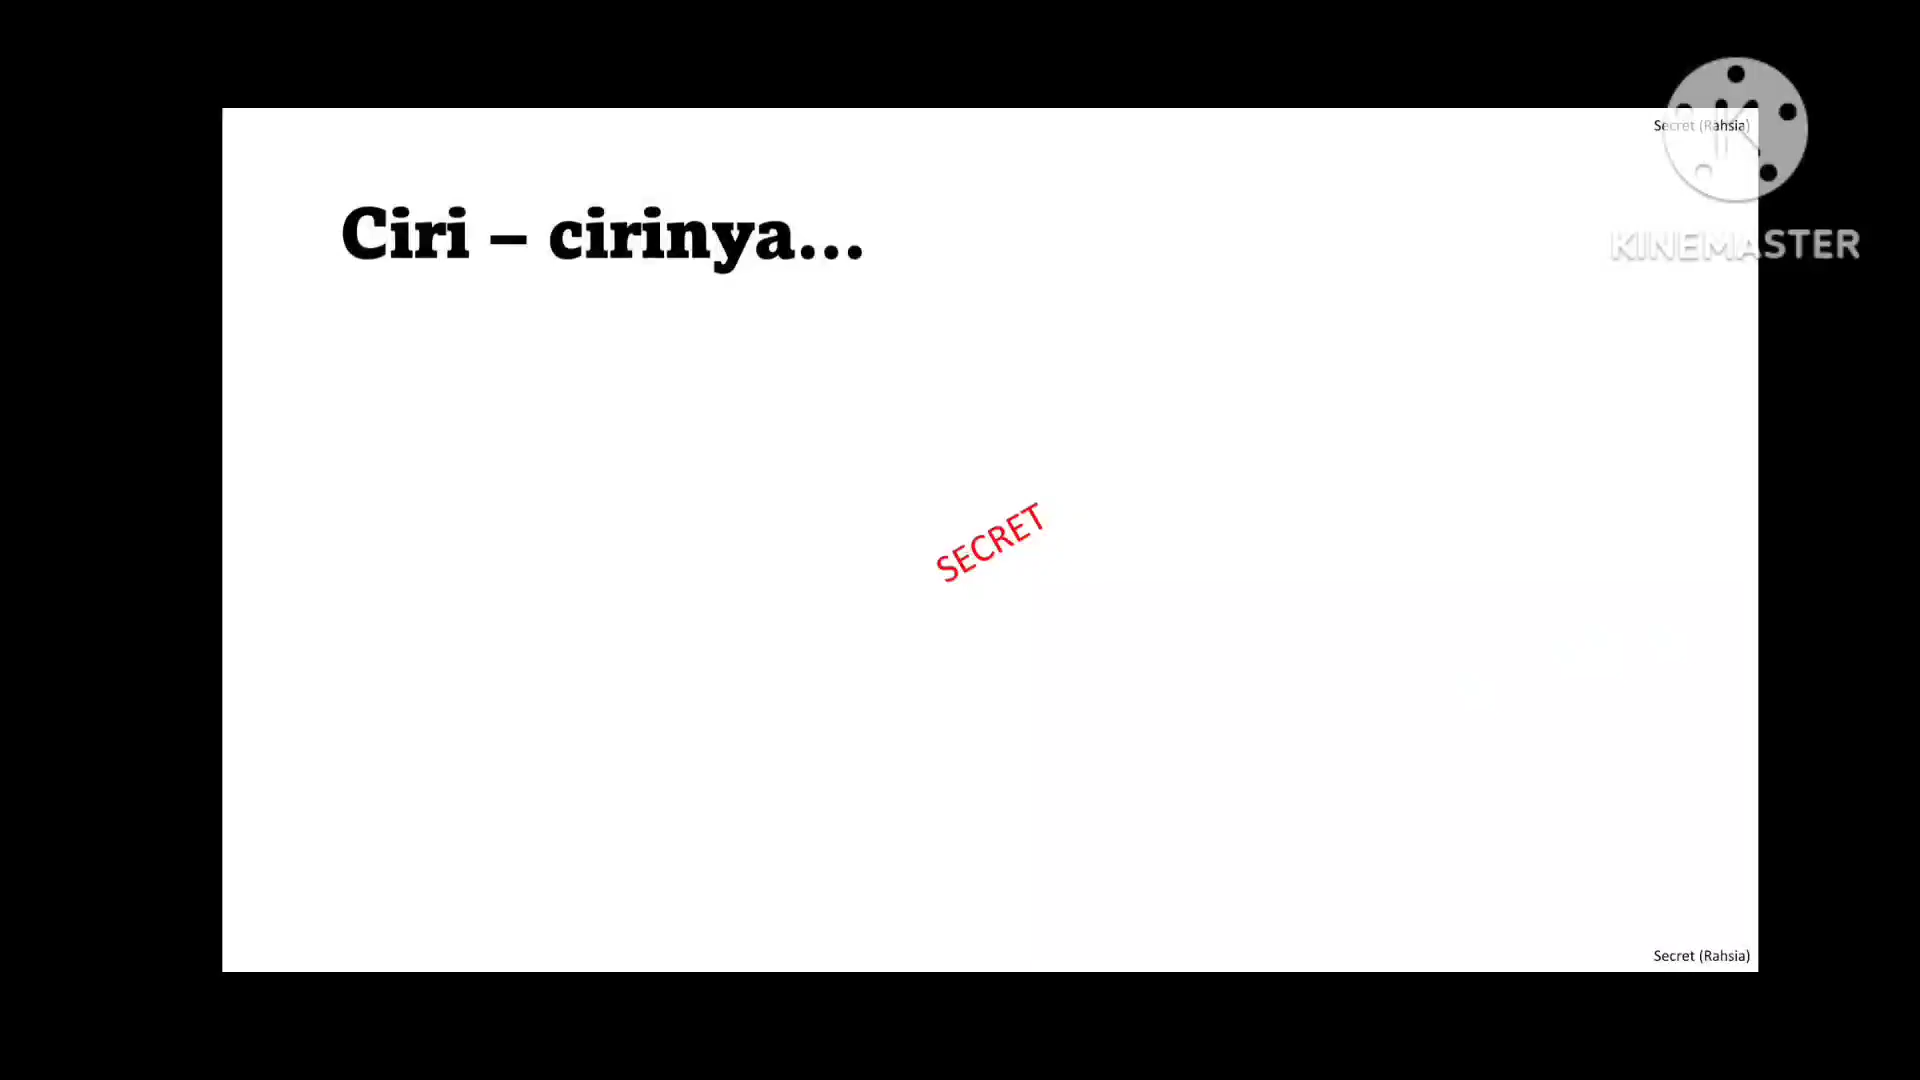 Secret (Rahsia)
Ciri – cirinya...
KINEMASTER
SECRET
Secret (Rahsia)